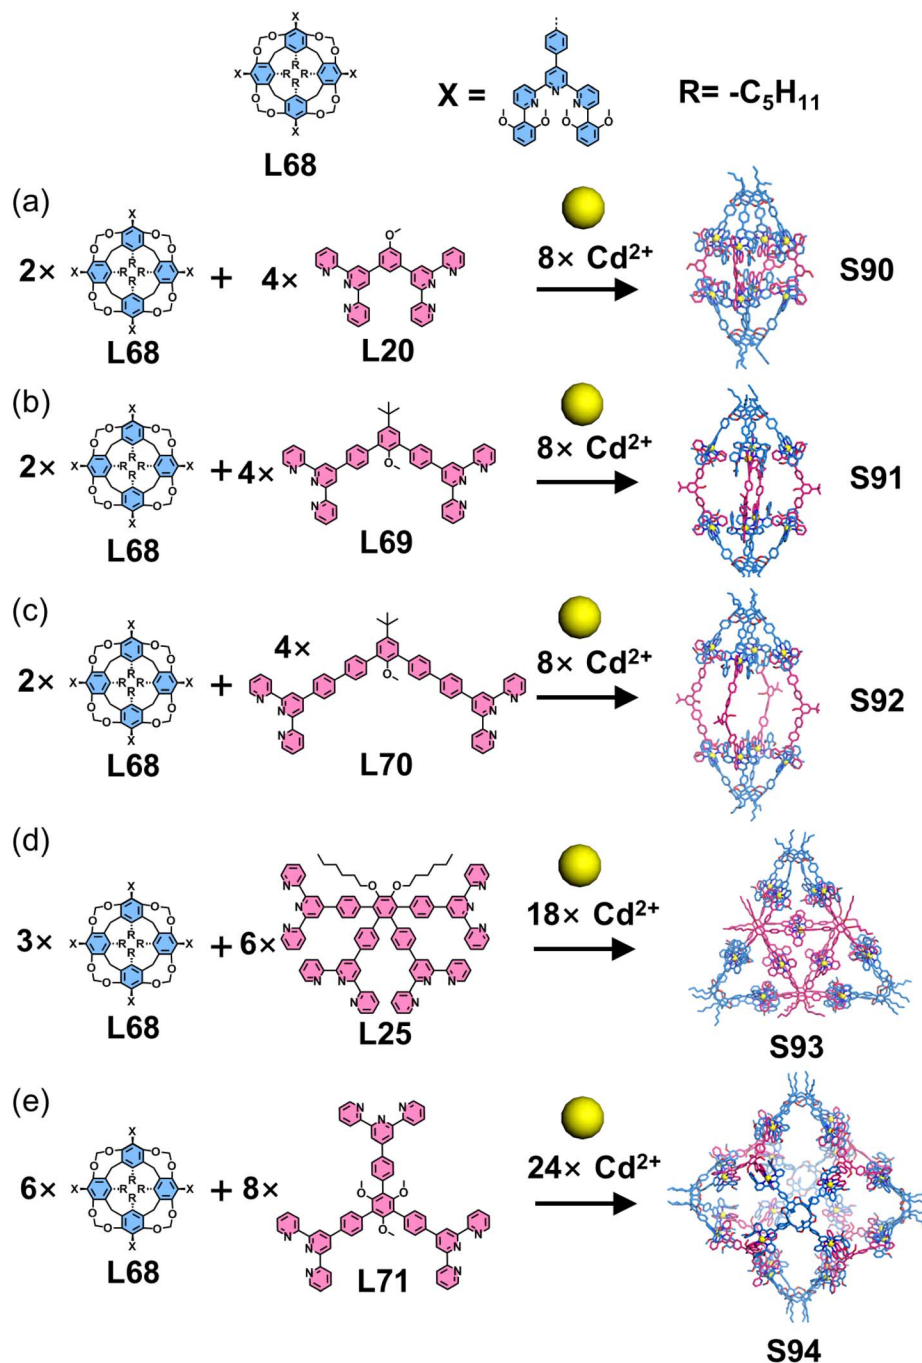 X = R= -C₅H₁₁
L68
(a)
2× L68 + 4× L20 8× Cd²⁺ S90
(b)
2× L68 + 4× L69 8× Cd²⁺ S91
(c)
2× L68 + 4× L70 8× Cd²⁺ S92
(d)
3× L68 + 6× L25 18× Cd²⁺ S93
(e)
6× L68 + 8× L71 24× Cd²⁺ S94